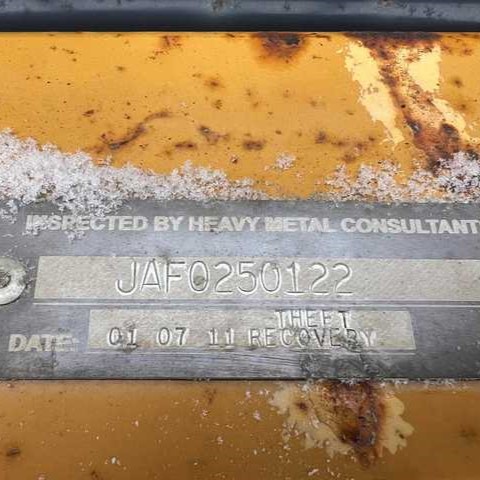 INSPECTED BY HEAVY METAL CONSULTANT
JAF0250122
THEFT
DATE: 01 07 11 RECOVERY